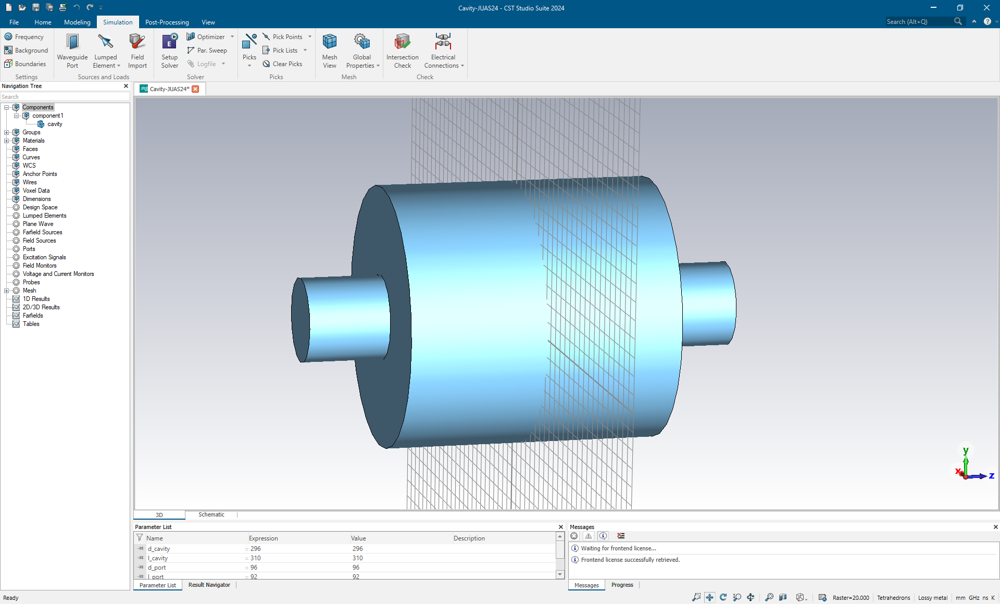 Cavity-JUAS24 - CST Studio Suite 2024
File Home Modeling Simulation Post-Processing View Search (Alt+Q)
Frequency
Background
Boundaries
Settings
Waveguide Port
Lumped Element
Field Import
Sources and Loads
E
Setup Solver
Optimizer
Par. Sweep
Logfile
Solver
Picks
Pick Points
Pick Lists
Clear Picks
Picks
Mesh View
Global Properties
Mesh
Intersection Check
Electrical Connections
Check
Navigation Tree
Search
Components
component1
cavity
Groups
Materials
Faces
Curves
WCS
Anchor Points
Wires
Voxel Data
Dimensions
Design Space
Lumped Elements
Plane Wave
Farfield Sources
Field Sources
Ports
Excitation Signals
Field Monitors
Voltage and Current Monitors
Probes
Mesh
1D Results
2D/3D Results
Farfields
Tables
Cavity-JUAS24*
y
x
z
3D Schematic
Parameter List
Name Expression Value Description
d_cavity = 296 296
l_cavity = 310 310
d_port = 96 96
l_port = 92 92
Parameter List Result Navigator
Messages
Waiting for frontend license...
Frontend license successfully retrieved.
Messages Progress
Ready
Raster=20.000 Tetrahedrons Lossy metal mm GHz ns K